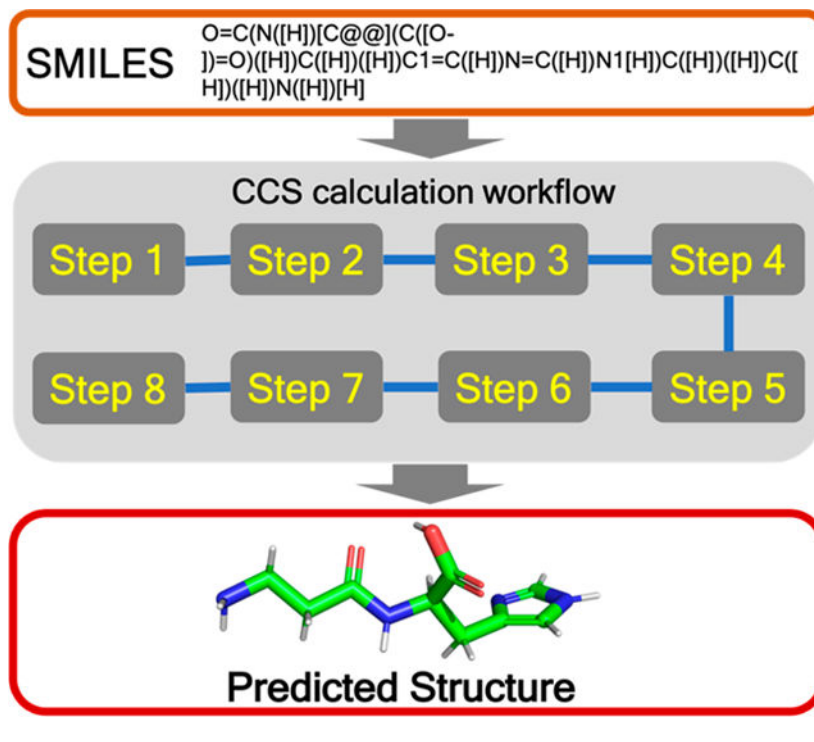 SMILES
O=C(N([H])[C@@](C([O-
])=O)([H])C([H])([H])C1=C([H])N=C([H])N1[H])C([H])([H])C([
H])([H])N([H])[H]
CCS calculation workflow
Step 1 Step 2 Step 3 Step 4
Step 8 Step 7 Step 6 Step 5
Predicted Structure